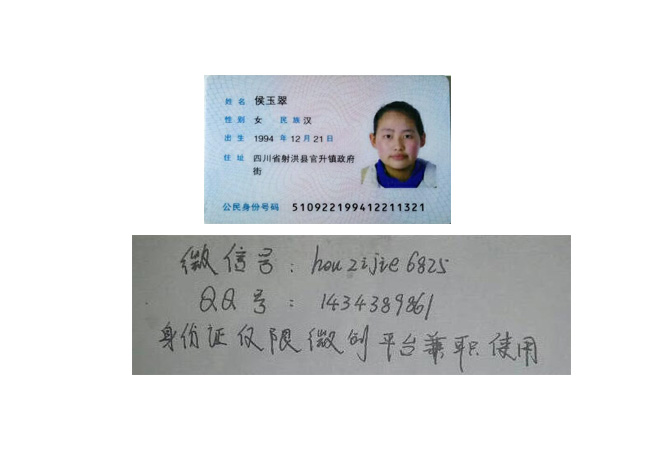 姓名 侯玉翠
性别 女 民族 汉
出生 1994 年 12 月 21 日
住址 四川省射洪县官升镇政府
街
公民身份号码 510922199412211321
微信号：houzijie6825
QQ号：1434389861
身份证仅限微创平台兼职使用